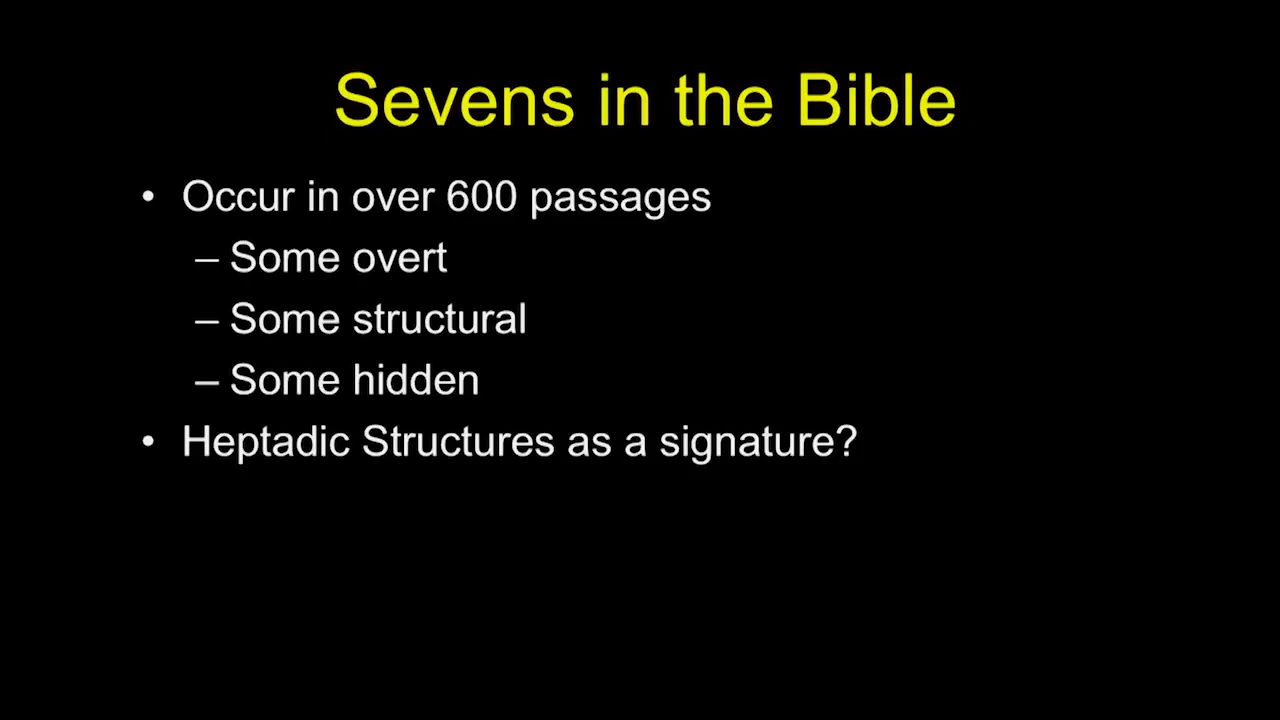 Sevens in the Bible
• Occur in over 600 passages
– Some overt
– Some structural
– Some hidden
• Heptadic Structures as a signature?